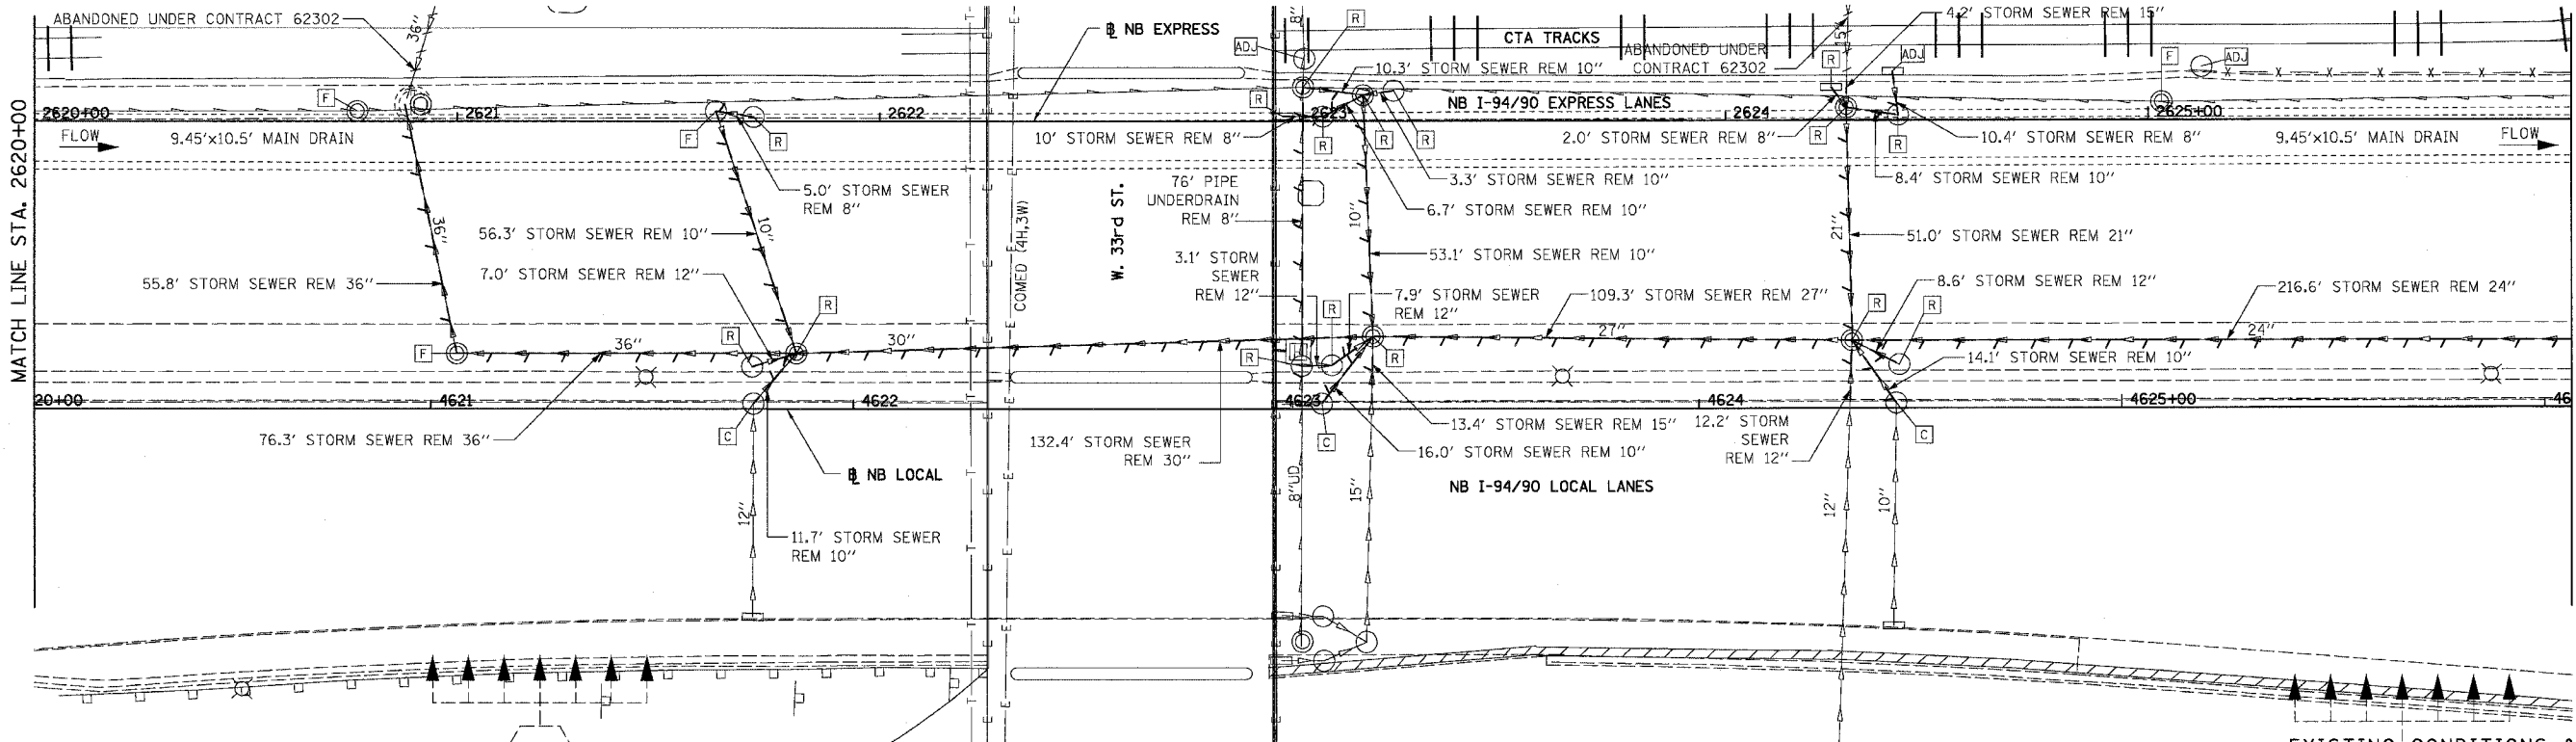 ABANDONED UNDER CONTRACT 62302
36"
℄ NB EXPRESS
ADJ
8"
R
CTA TRACKS
ABANDONED UNDER
CONTRACT 62302
15"
4.2' STORM SEWER REM 15"
R
ADJ
F
ADJ
MATCH LINE STA. 2620+00
2620+00
FLOW
9.45'x10.5' MAIN DRAIN
F
2621
F
R
2622
R
10.3' STORM SEWER REM 10"
NB I-94/90 EXPRESS LANES
2623
2624
2625+00
10' STORM SEWER REM 8"
R
R
R
2.0' STORM SEWER REM 8"
R
R
10.4' STORM SEWER REM 8"
9.45'x10.5' MAIN DRAIN
FLOW
5.0' STORM SEWER
REM 8"
COMED (4H,3W)
W. 33rd ST.
76' PIPE
UNDERDRAIN
REM 8"
3.3' STORM SEWER REM 10"
8.4' STORM SEWER REM 10"
6.7' STORM SEWER REM 10"
36"
10"
10"
21"
56.3' STORM SEWER REM 10"
51.0' STORM SEWER REM 21"
53.1' STORM SEWER REM 10"
55.8' STORM SEWER REM 36"
7.0' STORM SEWER REM 12"
3.1' STORM
SEWER
REM 12"
7.9' STORM SEWER
REM 12"
109.3' STORM SEWER REM 27"
8.6' STORM SEWER REM 12"
216.6' STORM SEWER REM 24"
R
R
R
R
R
F
36"
30"
R
R
27"
24"
14.1' STORM SEWER REM 10"
20+00
4621
4622
4623
4624
4625+00
46
76.3' STORM SEWER REM 36"
C
132.4' STORM SEWER
REM 30"
C
13.4' STORM SEWER REM 15"
16.0' STORM SEWER REM 10"
12.2' STORM
SEWER
REM 12"
C
℄ NB LOCAL
8"UD
15"
NB I-94/90 LOCAL LANES
12"
12"
10"
11.7' STORM SEWER
REM 10"